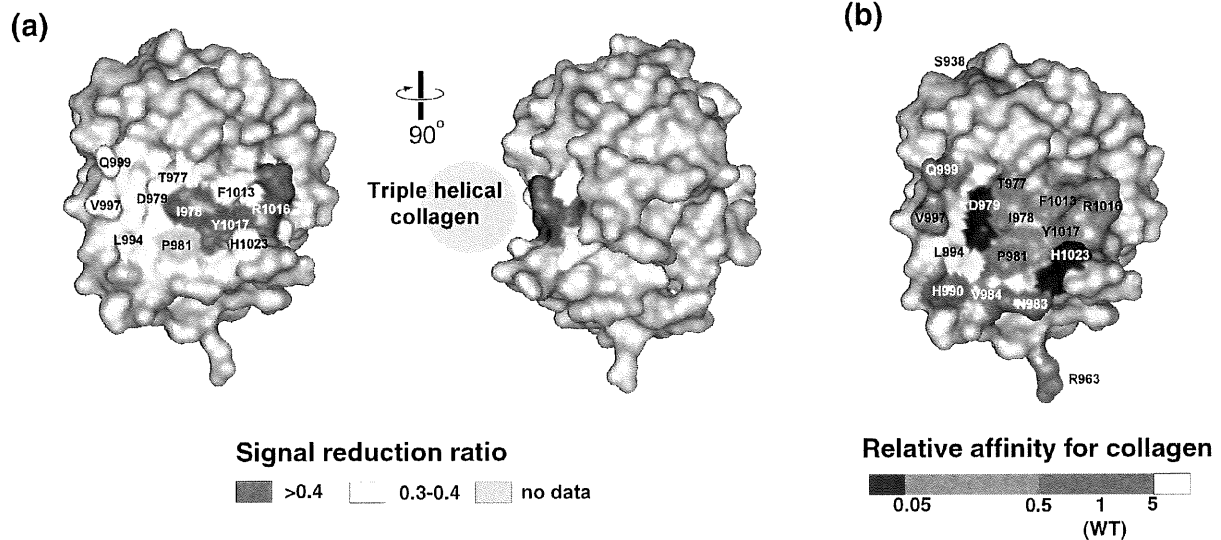 (a)
Q999
T977
F1013
V997
D979
I978
R1016
Y1017
L994
P981
H1023
90°
Triple helical
collagen
Signal reduction ratio
>0.4
0.3-0.4
no data
(b)
S938
Q999
T977
F1013
D979
R1016
V997
I978
Y1017
L994
P981
H1023
H990
V984
N983
R963
Relative affinity for collagen
0.05 0.5 1 5
(WT)